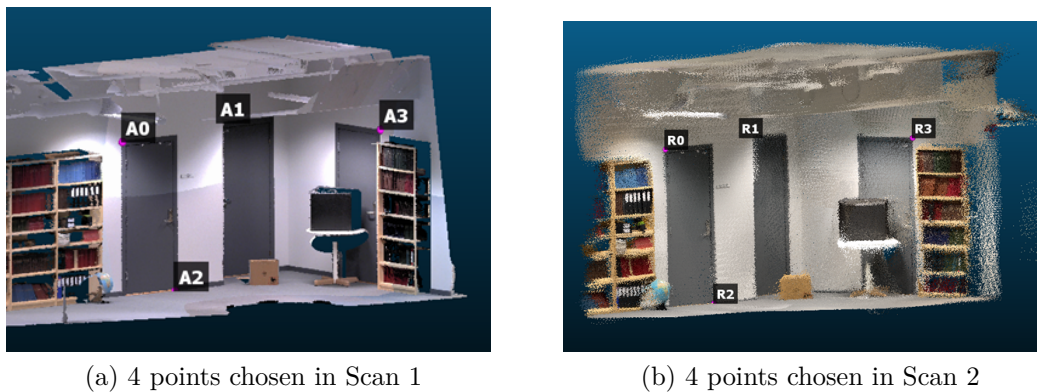 A0
A1
A3
A2
R0
R1
R3
R2
(a) 4 points chosen in Scan 1
(b) 4 points chosen in Scan 2